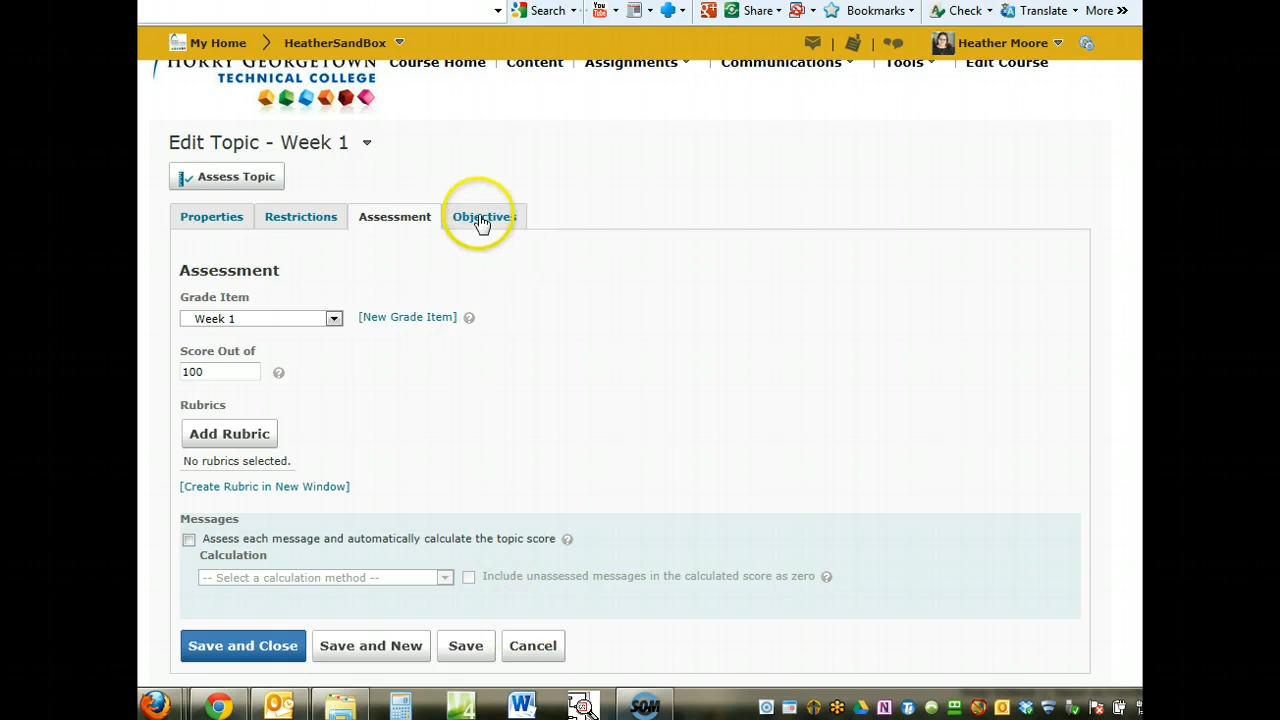 Search Share Bookmarks Check Translate More »
My Home HeatherSandBox Heather Moore
HORRY GEORGETOWN
TECHNICAL COLLEGE
Course Home Content Assignments Communications Tools Edit Course
Edit Topic - Week 1
Assess Topic
Properties Restrictions Assessment Objectives
Assessment
Grade Item
Week 1 [New Grade Item] ?
Score Out of
100 ?
Rubrics
Add Rubric
No rubrics selected.
[Create Rubric in New Window]
Messages
Assess each message and automatically calculate the topic score ?
Calculation
-- Select a calculation method -- Include unassessed messages in the calculated score as zero ?
Save and Close Save and New Save Cancel
SOM